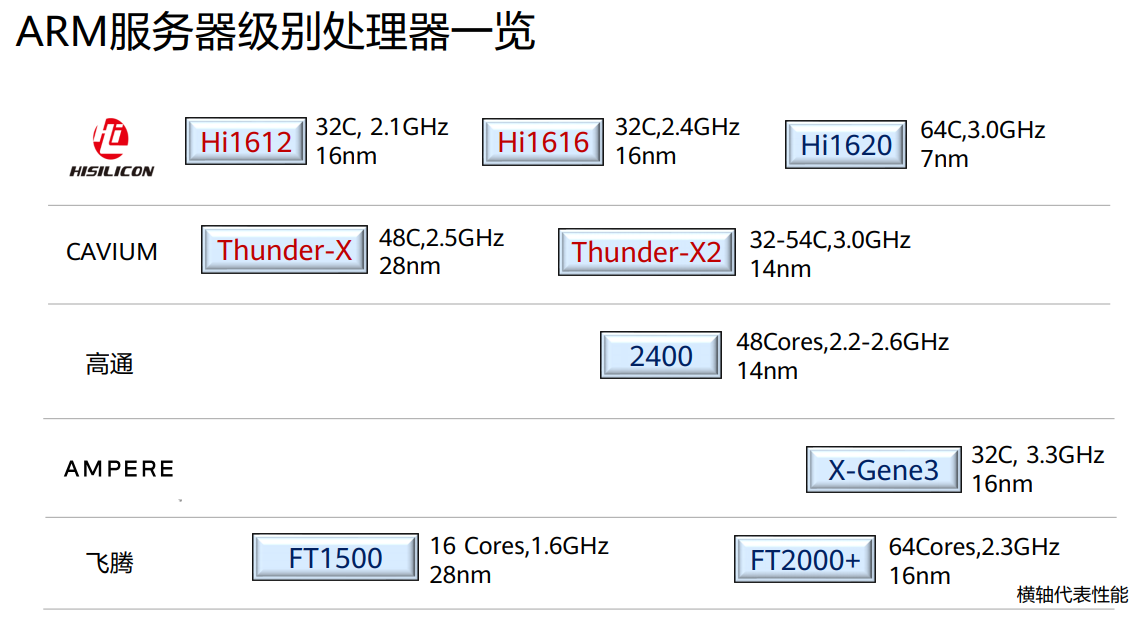 ARM服务器级别处理器一览
Hi
HISILICON
Hi1612
32C, 2.1GHz
16nm
Hi1616
32C,2.4GHz
16nm
Hi1620
64C,3.0GHz
7nm
CAVIUM
Thunder-X
48C,2.5GHz
28nm
Thunder-X2
32-54C,3.0GHz
14nm
高通
2400
48Cores,2.2-2.6GHz
14nm
AMPERE
X-Gene3
32C, 3.3GHz
16nm
飞腾
FT1500
16 Cores,1.6GHz
28nm
FT2000+
64Cores,2.3GHz
16nm
横轴代表性能